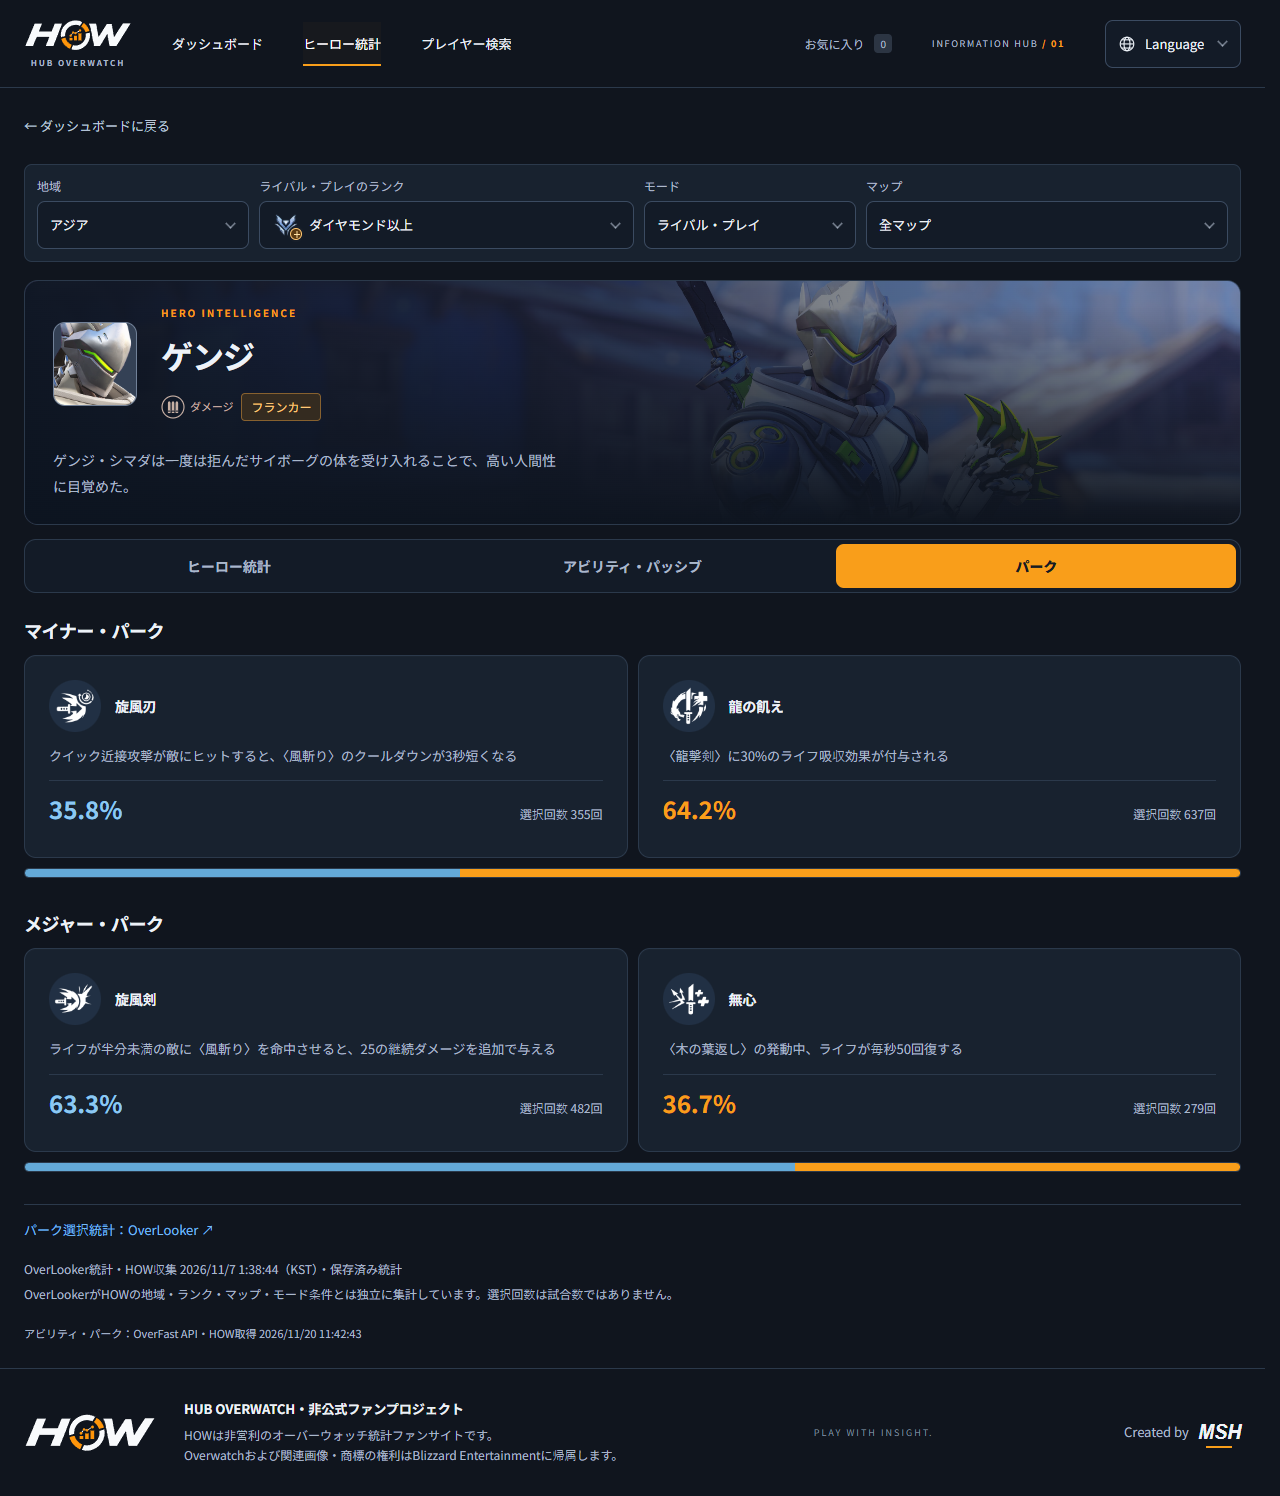 HOW
HUB OVERWATCH
ダッシュボード
ヒーロー統計
プレイヤー検索
お気に入り 0
INFORMATION HUB / 01
Language
← ダッシュボードに戻る
地域
ライバル・プレイのランク
モード
マップ
アジア
ダイヤモンド以上
ライバル・プレイ
全マップ
HERO INTELLIGENCE
ゲンジ
ダメージ
フランカー
ゲンジ・シマダは一度は拒んだサイボーグの体を受け入れることで、高い人間性
に目覚めた。
ヒーロー統計
アビリティ・パッシブ
パーク
マイナー・パーク
旋風刃
クイック近接攻撃が敵にヒットすると、〈風斬り〉のクールダウンが3秒短くなる
35.8%
選択回数 355回
龍の飢え
〈龍撃剣〉に30%のライフ吸収効果が付与される
64.2%
選択回数 637回
メジャー・パーク
旋風剣
ライフが半分未満の敵に〈風斬り〉を命中させると、25の継続ダメージを追加で与える
63.3%
選択回数 482回
無心
〈木の葉返し〉の発動中、ライフが毎秒50回復する
36.7%
選択回数 279回
パーク選択統計：OverLooker ↗
OverLooker統計・HOW収集 2026/11/7 1:38:44（KST）・保存済み統計
OverLookerがHOWの地域・ランク・マップ・モード条件とは独立に集計しています。選択回数は試合数ではありません。
アビリティ・パーク：OverFast API・HOW取得 2026/11/20 11:42:43
HOW
HUB OVERWATCH・非公式ファンプロジェクト
HOWは非営利のオーバーウォッチ統計ファンサイトです。
Overwatchおよび関連画像・商標の権利はBlizzard Entertainmentに帰属します。
PLAY WITH INSIGHT.
Created by MSH